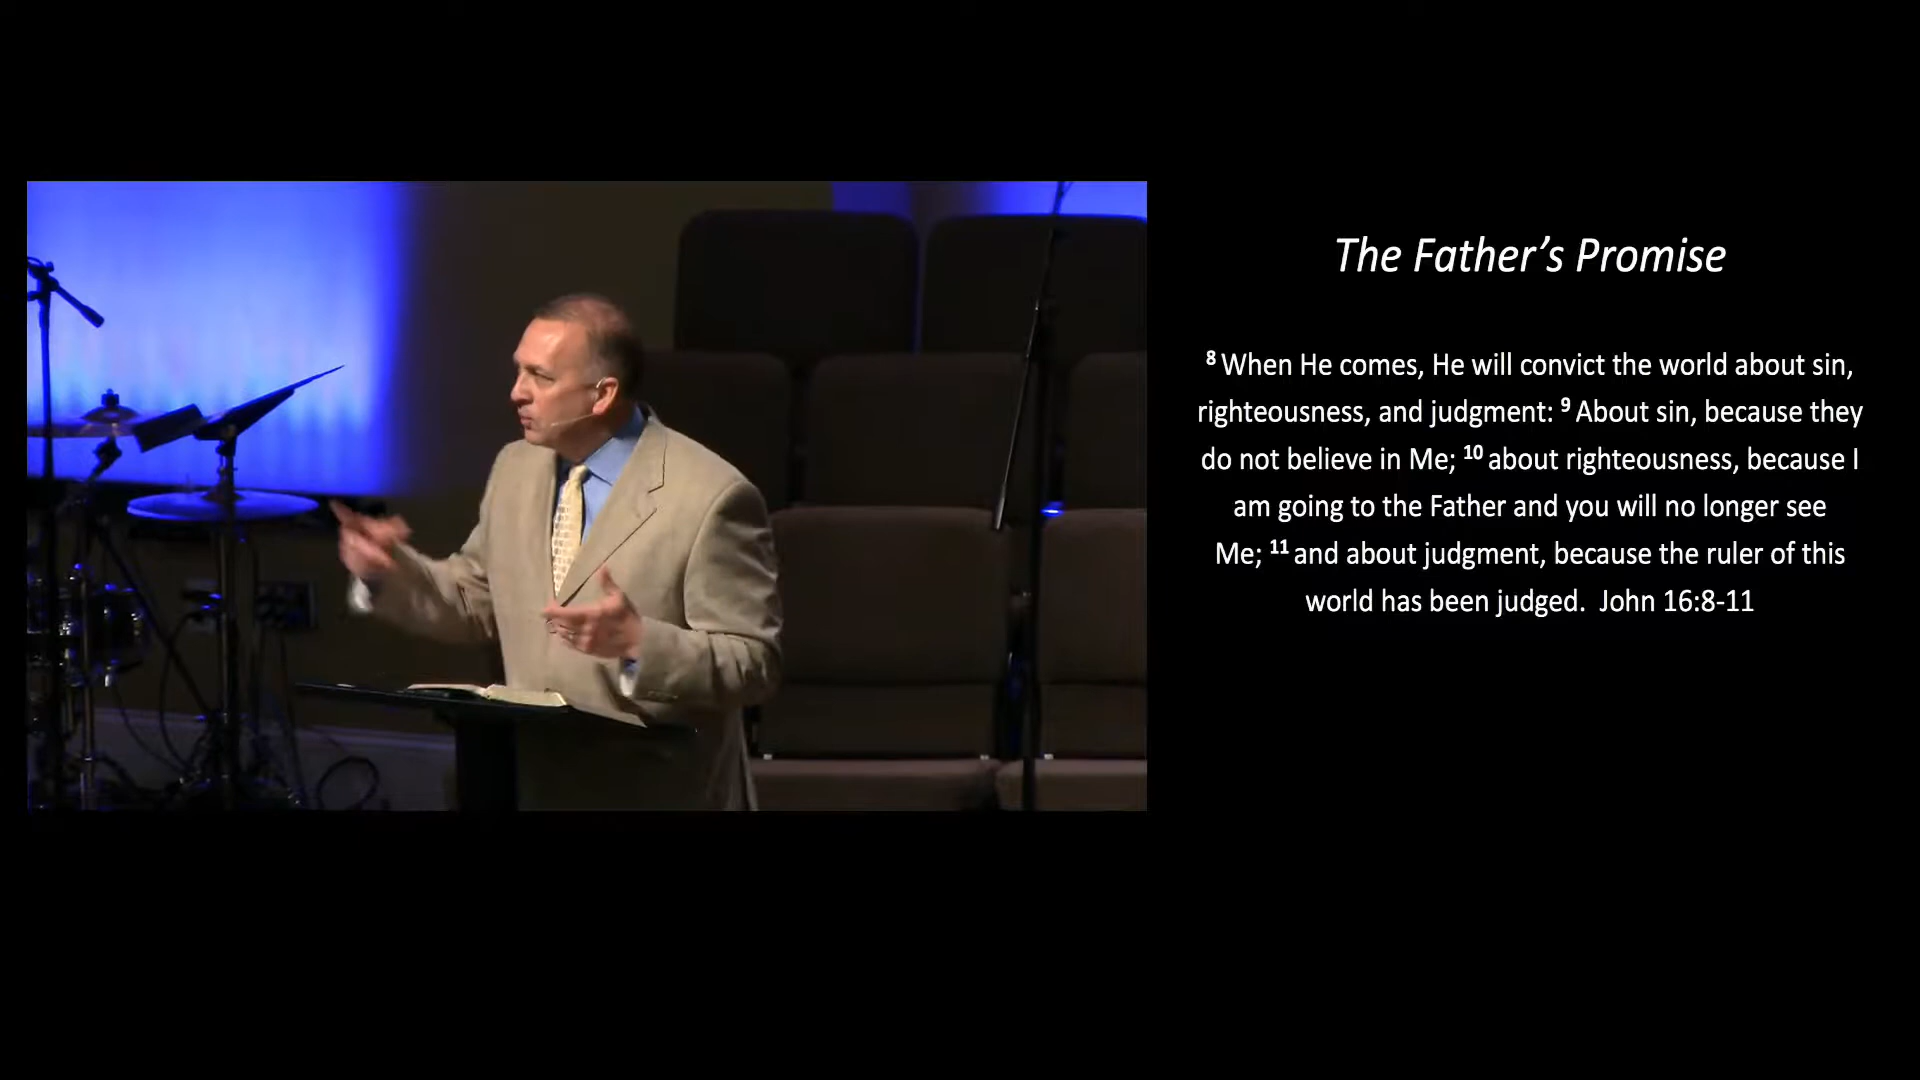 The Father’s Promise
⁸ When He comes, He will convict the world about sin,
righteousness, and judgment: ⁹ About sin, because they
do not believe in Me; ¹⁰ about righteousness, because I
am going to the Father and you will no longer see
Me; ¹¹ and about judgment, because the ruler of this
world has been judged.  John 16:8-11